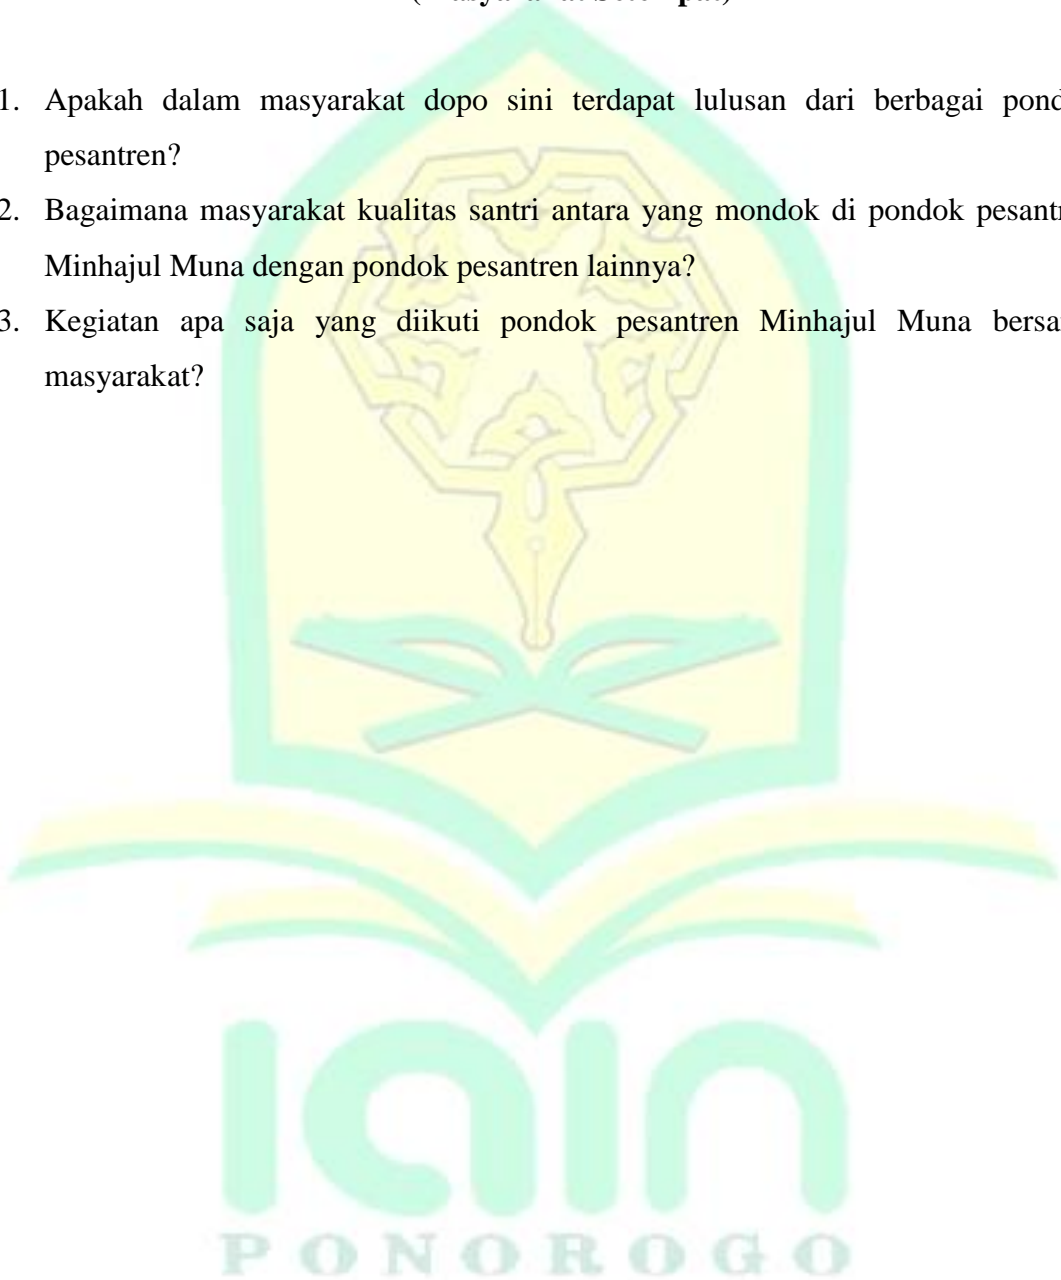 1. Apakah dalam masyarakat dopo sini terdapat lulusan dari berbagai pond
pesantren?
2. Bagaimana masyarakat kualitas santri antara yang mondok di pondok pesantr
Minhajul Muna dengan pondok pesantren lainnya?
3. Kegiatan apa saja yang diikuti pondok pesantren Minhajul Muna bersa
masyarakat?
iain
PONOROGO